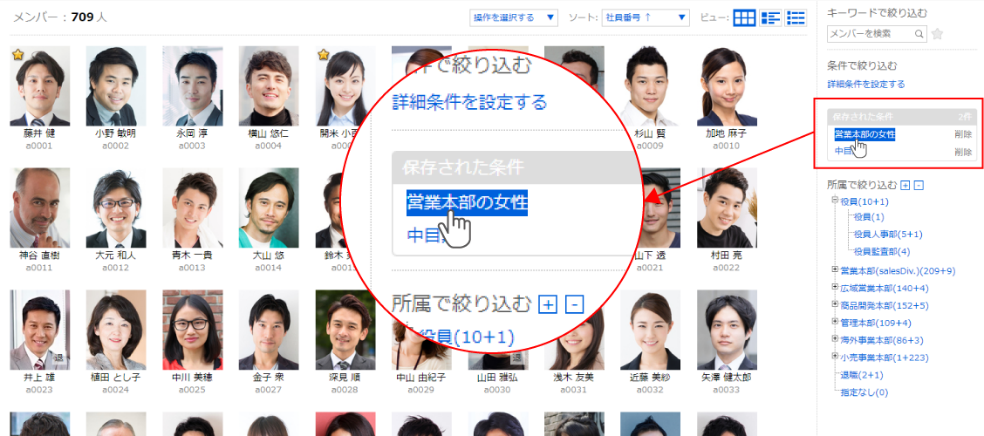 メンバー：709 人
操作を選択する ▼
ソート：
社員番号 ↑ ▼
ビュー：
藤井 健
a0001
小野 敏明
a0002
永岡 淳
a0003
横山 悠仁
a0004
開米 小
杉山 賢
a0009
加地 麻子
a0010
神谷 直樹
a0011
大元 和人
a0012
青木 一貴
a0013
大山 悠
a0014
鈴木
山下 透
a0021
村田 亮
a0022
退
井上 雄
a0023
植田 とし子
a0024
中川 美穂
a0025
金子 衆
a0027
深見 順
a0028
中山 由紀子
a0029
退
山田 雅弘
a0030
浅木 友美
a0031
近藤 美紗
a0032
矢澤 健太郎
a0033
件で絞り込む
詳細条件を設定する
保存された条件
営業本部の女性
中目
所属で絞り込む + -
役員(10+1)
キーワードで絞り込む
メンバーを検索
条件で絞り込む
詳細条件を設定する
保存された条件
営業本部の女性 削除
中目 削除
所属で絞り込む + -
役員(10+1)
役員(1)
役員人事部(5+1)
役員監査部(4)
営業本部(salesDiv.)(209+9)
広域営業本部(140+4)
商品開発本部(152+5)
管理本部(109+4)
海外事業本部(86+3)
小売事業本部(1+223)
退職(2+1)
指定なし(0)